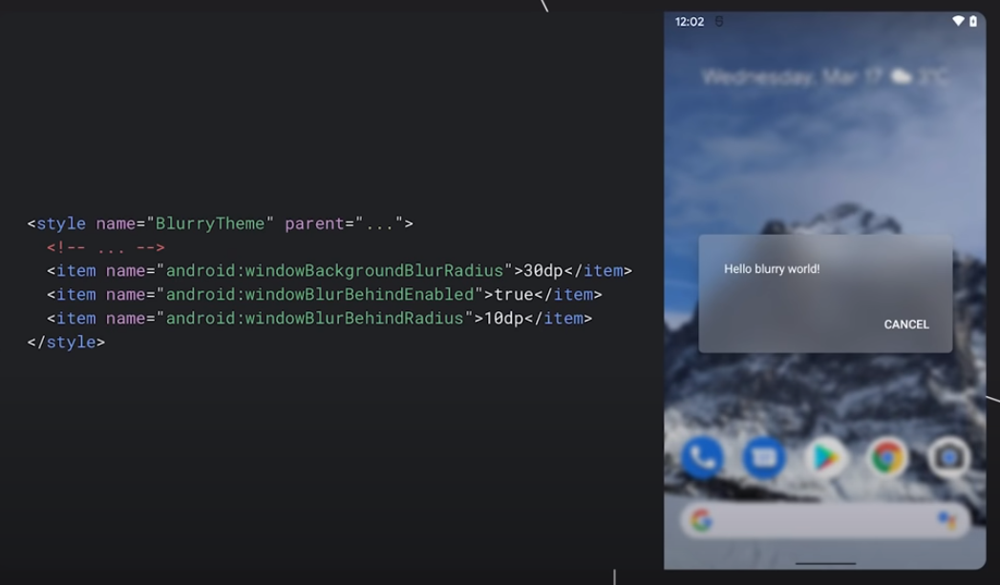 <style name="BlurryTheme" parent="...">
<!-- ... -->
<item name="android:windowBackgroundBlurRadius">30dp</item>
<item name="android:windowBlurBehindEnabled">true</item>
<item name="android:windowBlurBehindRadius">10dp</item>
</style>
12:02
Wednesday, Mar 17 3°C
Hello blurry world!
CANCEL